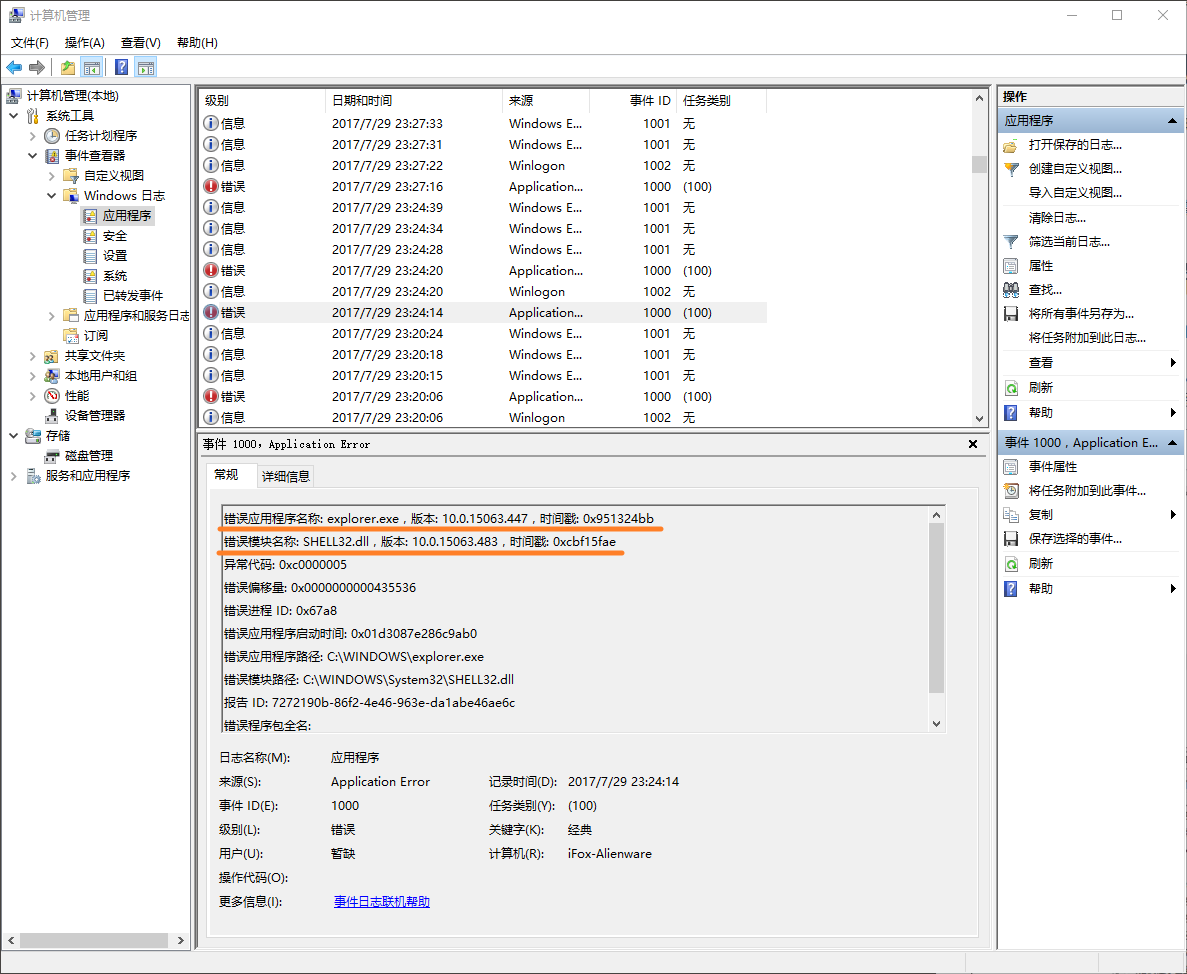 计算机管理
文件(F) 操作(A) 查看(V) 帮助(H)
计算机管理(本地)
系统工具
任务计划程序
事件查看器
自定义视图
Windows 日志
应用程序
安全
设置
系统
已转发事件
应用程序和服务日志
订阅
共享文件夹
本地用户和组
性能
设备管理器
存储
磁盘管理
服务和应用程序
级别 日期和时间 来源 事件 ID 任务类别
信息 2017/7/29 23:27:33 Windows E... 1001 无
信息 2017/7/29 23:27:31 Windows E... 1001 无
信息 2017/7/29 23:27:22 Winlogon 1002 无
错误 2017/7/29 23:27:16 Application... 1000 (100)
信息 2017/7/29 23:24:39 Windows E... 1001 无
信息 2017/7/29 23:24:34 Windows E... 1001 无
信息 2017/7/29 23:24:28 Windows E... 1001 无
错误 2017/7/29 23:24:20 Application... 1000 (100)
信息 2017/7/29 23:24:20 Winlogon 1002 无
错误 2017/7/29 23:24:14 Application... 1000 (100)
信息 2017/7/29 23:20:24 Windows E... 1001 无
信息 2017/7/29 23:20:18 Windows E... 1001 无
信息 2017/7/29 23:20:15 Windows E... 1001 无
错误 2017/7/29 23:20:06 Application... 1000 (100)
信息 2017/7/29 23:20:06 Winlogon 1002 无
事件 1000，Application Error
常规 详细信息
错误应用程序名称: explorer.exe，版本: 10.0.15063.447，时间戳: 0x951324bb
错误模块名称: SHELL32.dll，版本: 10.0.15063.483，时间戳: 0xcbf15fae
异常代码: 0xc0000005
错误偏移量: 0x0000000000435536
错误进程 ID: 0x67a8
错误应用程序启动时间: 0x01d3087e286c9ab0
错误应用程序路径: C:\WINDOWS\explorer.exe
错误模块路径: C:\WINDOWS\System32\SHELL32.dll
报告 ID: 7272190b-86f2-4e46-963e-da1abe46ae6c
错误程序包全名:
日志名称(M): 应用程序
来源(S): Application Error 记录时间(D): 2017/7/29 23:24:14
事件 ID(E): 1000 任务类别(Y): (100)
级别(L): 错误 关键字(K): 经典
用户(U): 暂缺 计算机(R): iFox-Alienware
操作代码(O):
更多信息(I): 事件日志联机帮助
操作
应用程序
打开保存的日志...
创建自定义视图...
导入自定义视图...
清除日志...
筛选当前日志...
属性
查找...
将所有事件另存为...
将任务附加到此日志...
查看
刷新
帮助
事件 1000，Application E...
事件属性
将任务附加到此事件...
复制
保存选择的事件...
刷新
帮助